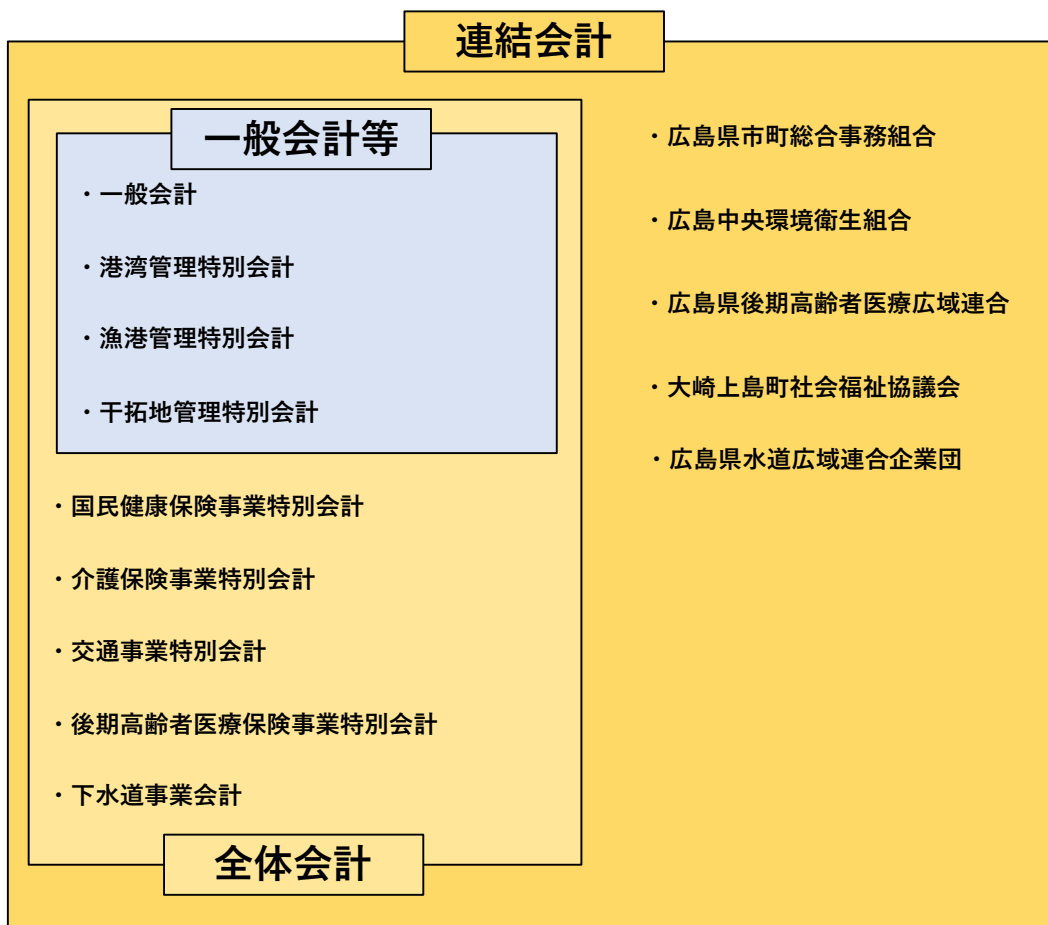 連結会計
一般会計等
・一般会計
・港湾管理特別会計
・漁港管理特別会計
・干拓地管理特別会計
・国民健康保険事業特別会計
・介護保険事業特別会計
・交通事業特別会計
・後期高齢者医療保険事業特別会計
・下水道事業会計
全体会計
・広島県市町総合事務組合
・広島中央環境衛生組合
・広島県後期高齢者医療広域連合
・大崎上島町社会福祉協議会
・広島県水道広域連合企業団